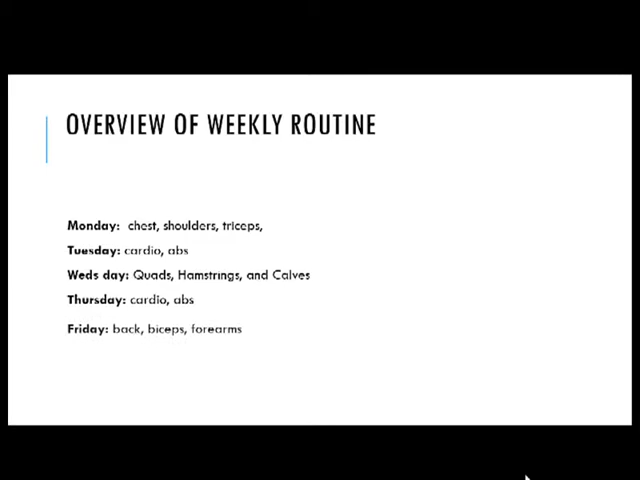 OVERVIEW OF WEEKLY ROUTINE
Monday: chest, shoulders, triceps,
Tuesday: cardio, abs
Weds day: Quads, Hamstrings, and Calves
Thursday: cardio, abs
Friday: back, biceps, forearms